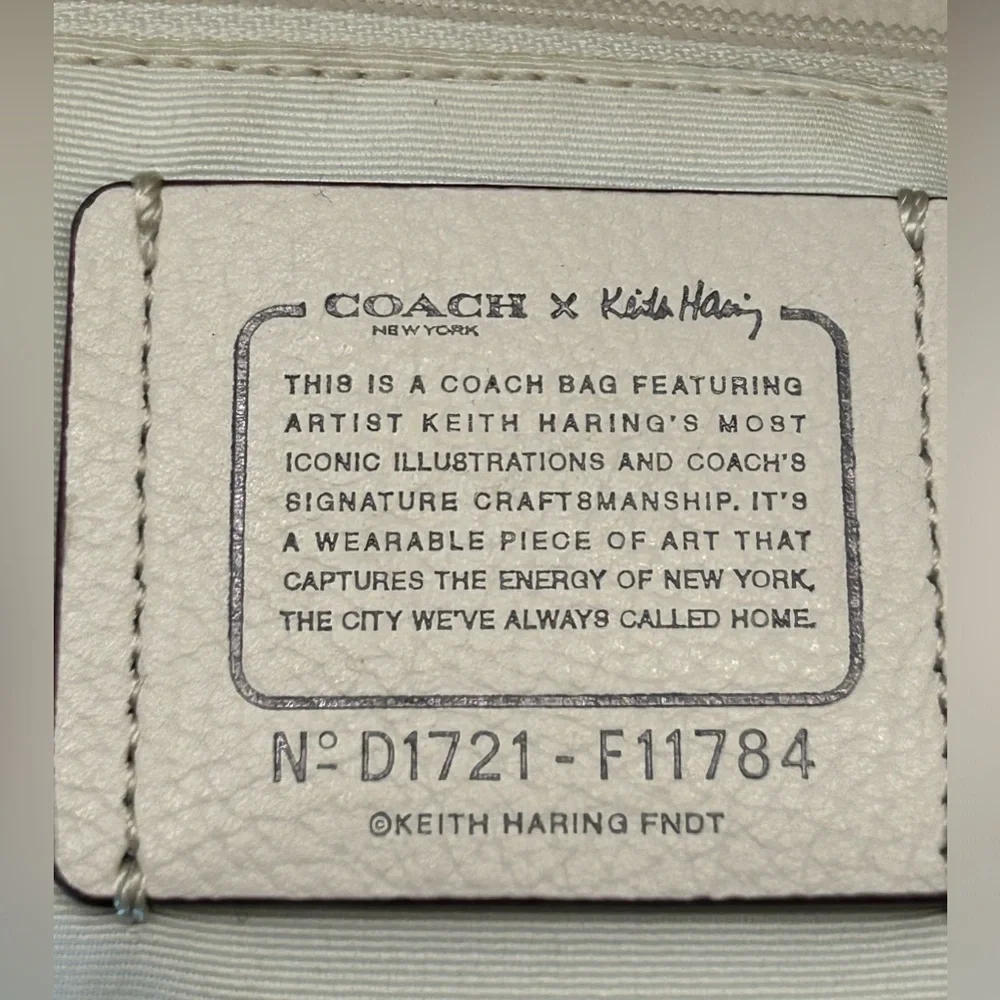 COACH x Keith Haring
NEW YORK
THIS IS A COACH BAG FEATURING
ARTIST KEITH HARING'S MOST
ICONIC ILLUSTRATIONS AND COACH'S
SIGNATURE CRAFTSMANSHIP. IT'S
A WEARABLE PIECE OF ART THAT
CAPTURES THE ENERGY OF NEW YORK,
THE CITY WE'VE ALWAYS CALLED HOME.
Nº D1721 - F11784
©KEITH HARING FNDT